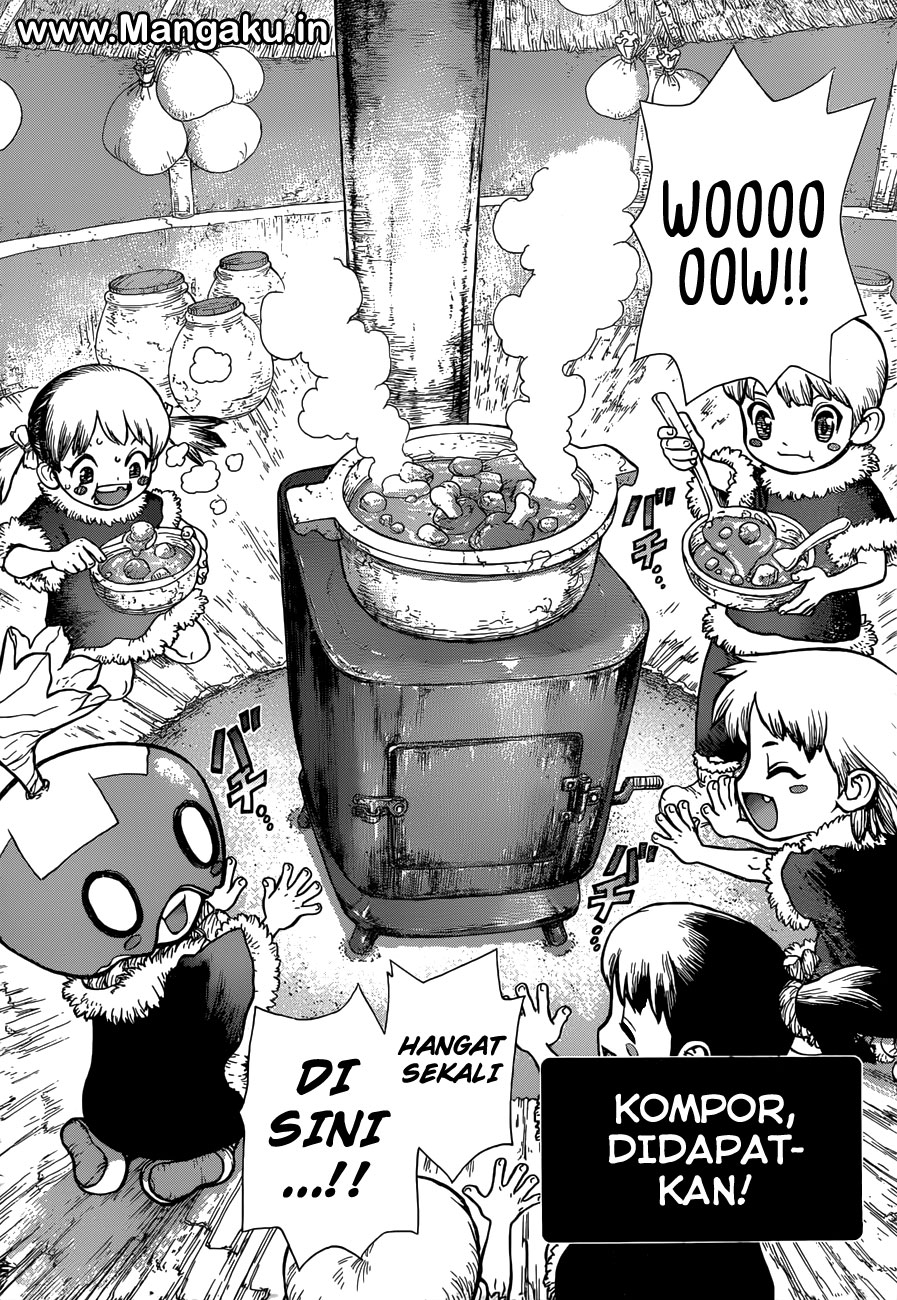 www.Mangaku.in
WOOOO
OOW!!
バチ...
バチ...
バチ...
HANGAT
SEKALI
DI
SINI
...!!
KOMPOR,
DIDAPAT-
KAN!